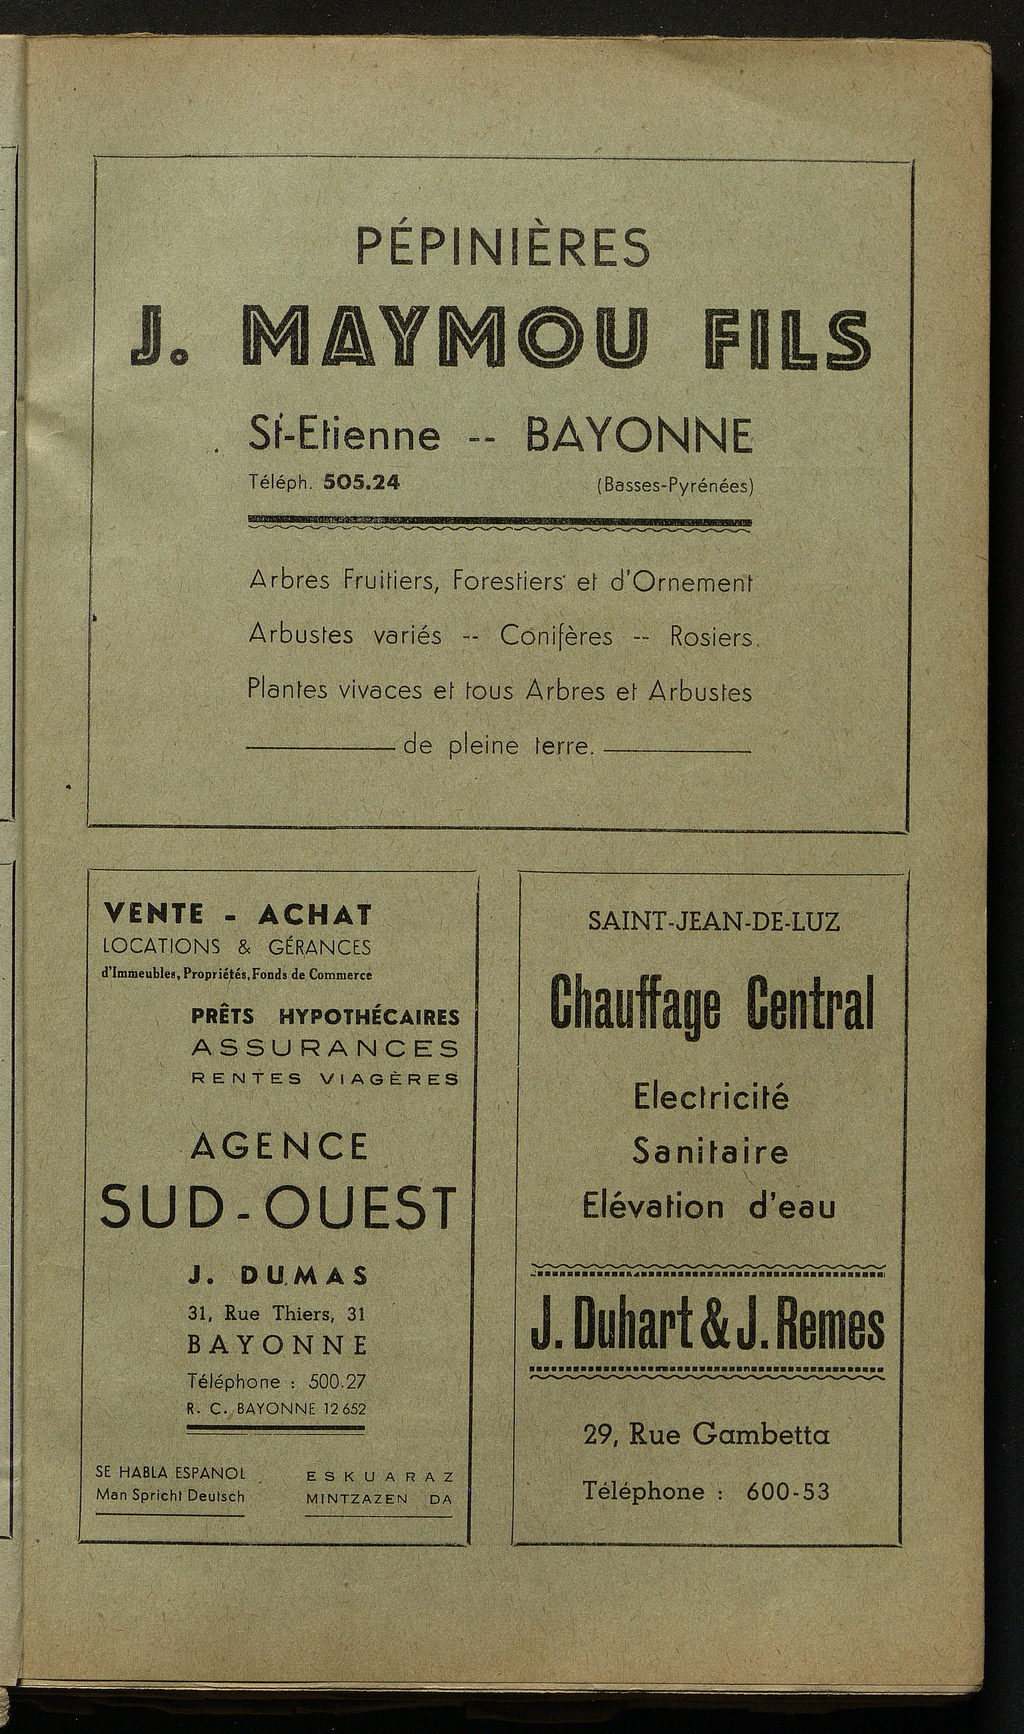 PÉPINIÈRES
J. MAYMOU FILS
St-Etienne -- BAYONNE
Téléph. 505.24 (Basses-Pyrénées)
Arbres Fruitiers, Forestiers et d'Ornement
Arbustes variés -- Conifères -- Rosiers.
Plantes vivaces et tous Arbres et Arbustes
de pleine terre.
VENTE - ACHAT
LOCATIONS & GÉRANCES
d'Immeubles, Propriétés, Fonds de Commerce
PRÊTS HYPOTHÉCAIRES
ASSURANCES
RENTES VIAGÈRES
AGENCE
SUD-OUEST
J. DUMAS
31, Rue Thiers, 31
BAYONNE
Téléphone : 500.27
R. C. BAYONNE 12652
SE HABLA ESPANOL
Man Spricht Deutsch
ESKUARAZ
MINTZAZEN DA
SAINT-JEAN-DE-LUZ
Chauffage Central
Electricité
Sanitaire
Elévation d'eau
J. Duhart & J. Remes
29, Rue Gambetta
Téléphone : 600-53